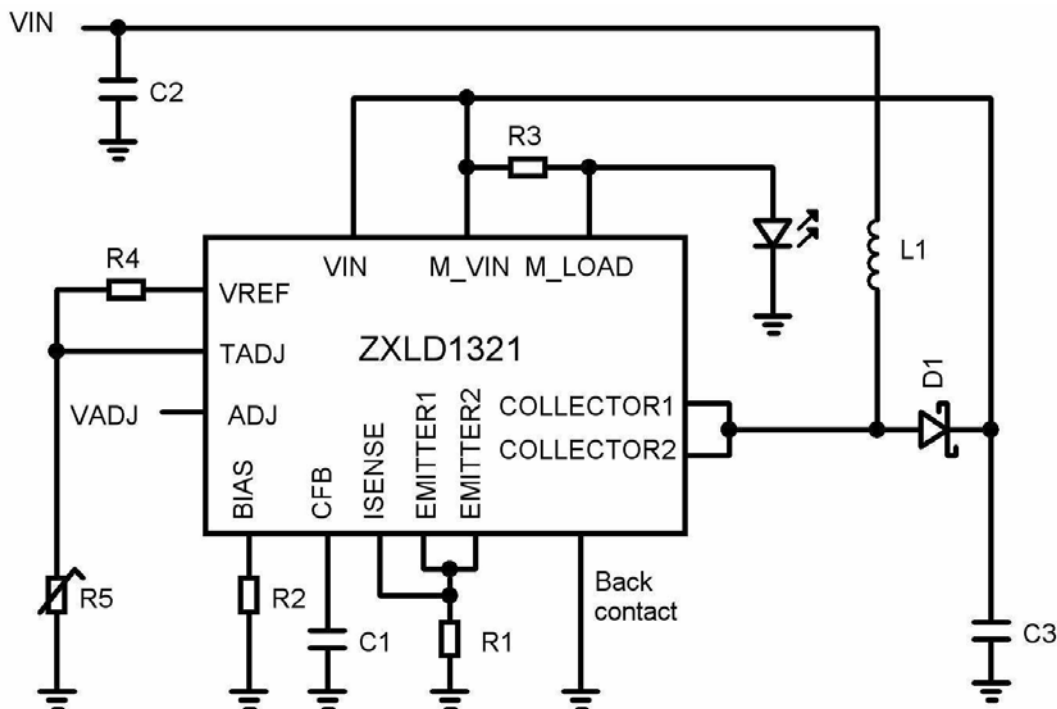 VIN
C2
R3
R4
VIN
M_VIN
M_LOAD
L1
VREF
TADJ
ZXLD1321
D1
VADJ
ADJ
COLLECTOR1
COLLECTOR2
BIAS
CFB
ISENSE
EMITTER1
EMITTER2
R5
R2
C1
R1
Back
contact
C3